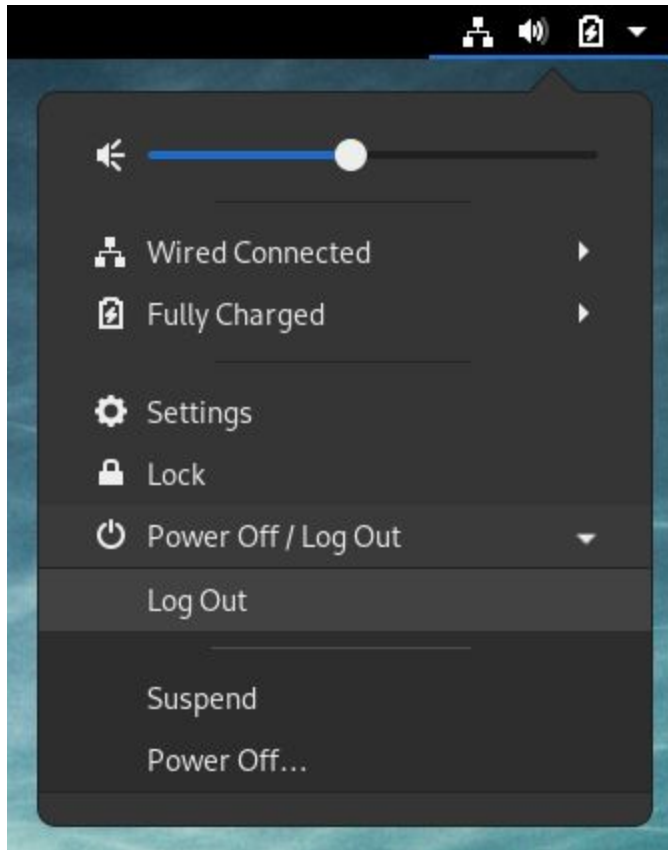 Wired Connected
Fully Charged
Settings
Lock
Power Off / Log Out
Log Out
Suspend
Power Off...